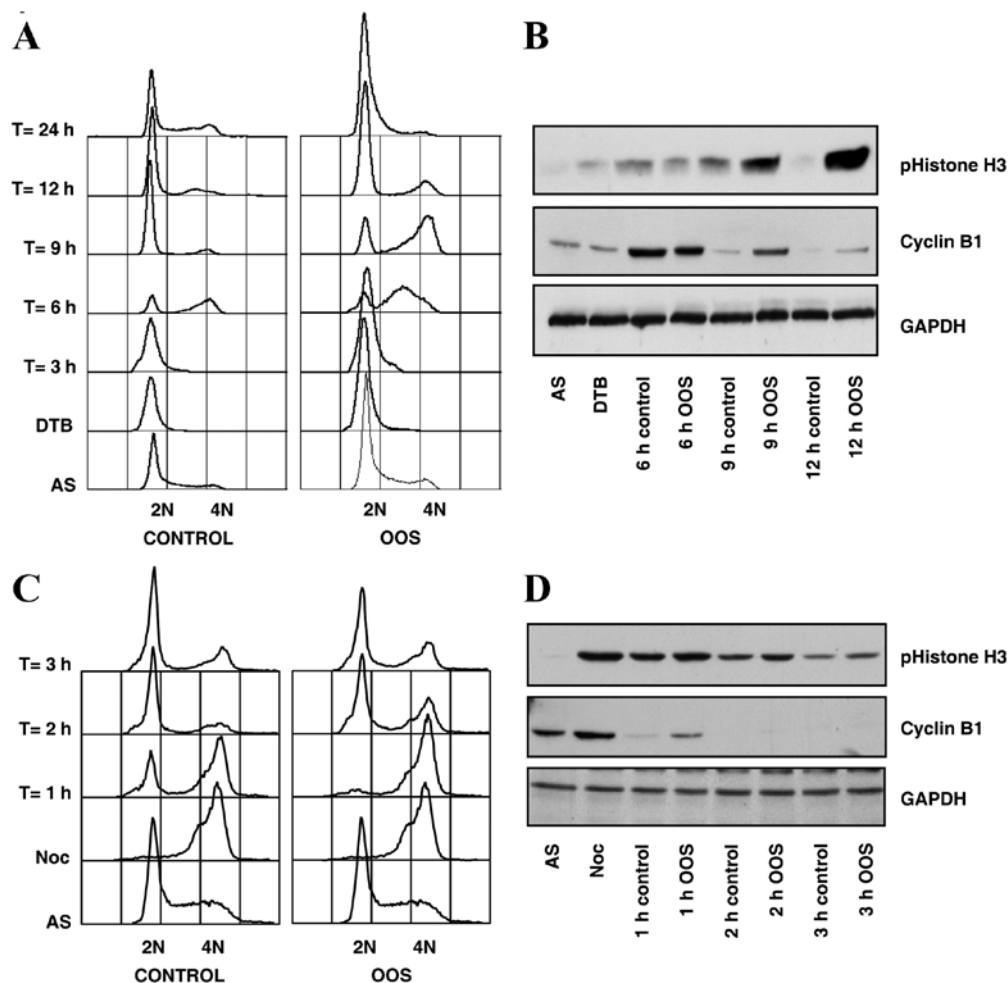 A
T= 24 h
T= 12 h
T= 9 h
T= 6 h
T= 3 h
DTB
AS
2N 4N 2N 4N
CONTROL OOS
B
pHistone H3
Cyclin B1
GAPDH
AS
DTB
6 h control
6 h OOS
9 h control
9 h OOS
12 h control
12 h OOS
C
T= 3 h
T= 2 h
T= 1 h
Noc
AS
2N 4N 2N 4N
CONTROL OOS
D
pHistone H3
Cyclin B1
GAPDH
AS
Noc
1 h control
1 h OOS
2 h control
2 h OOS
3 h control
3 h OOS